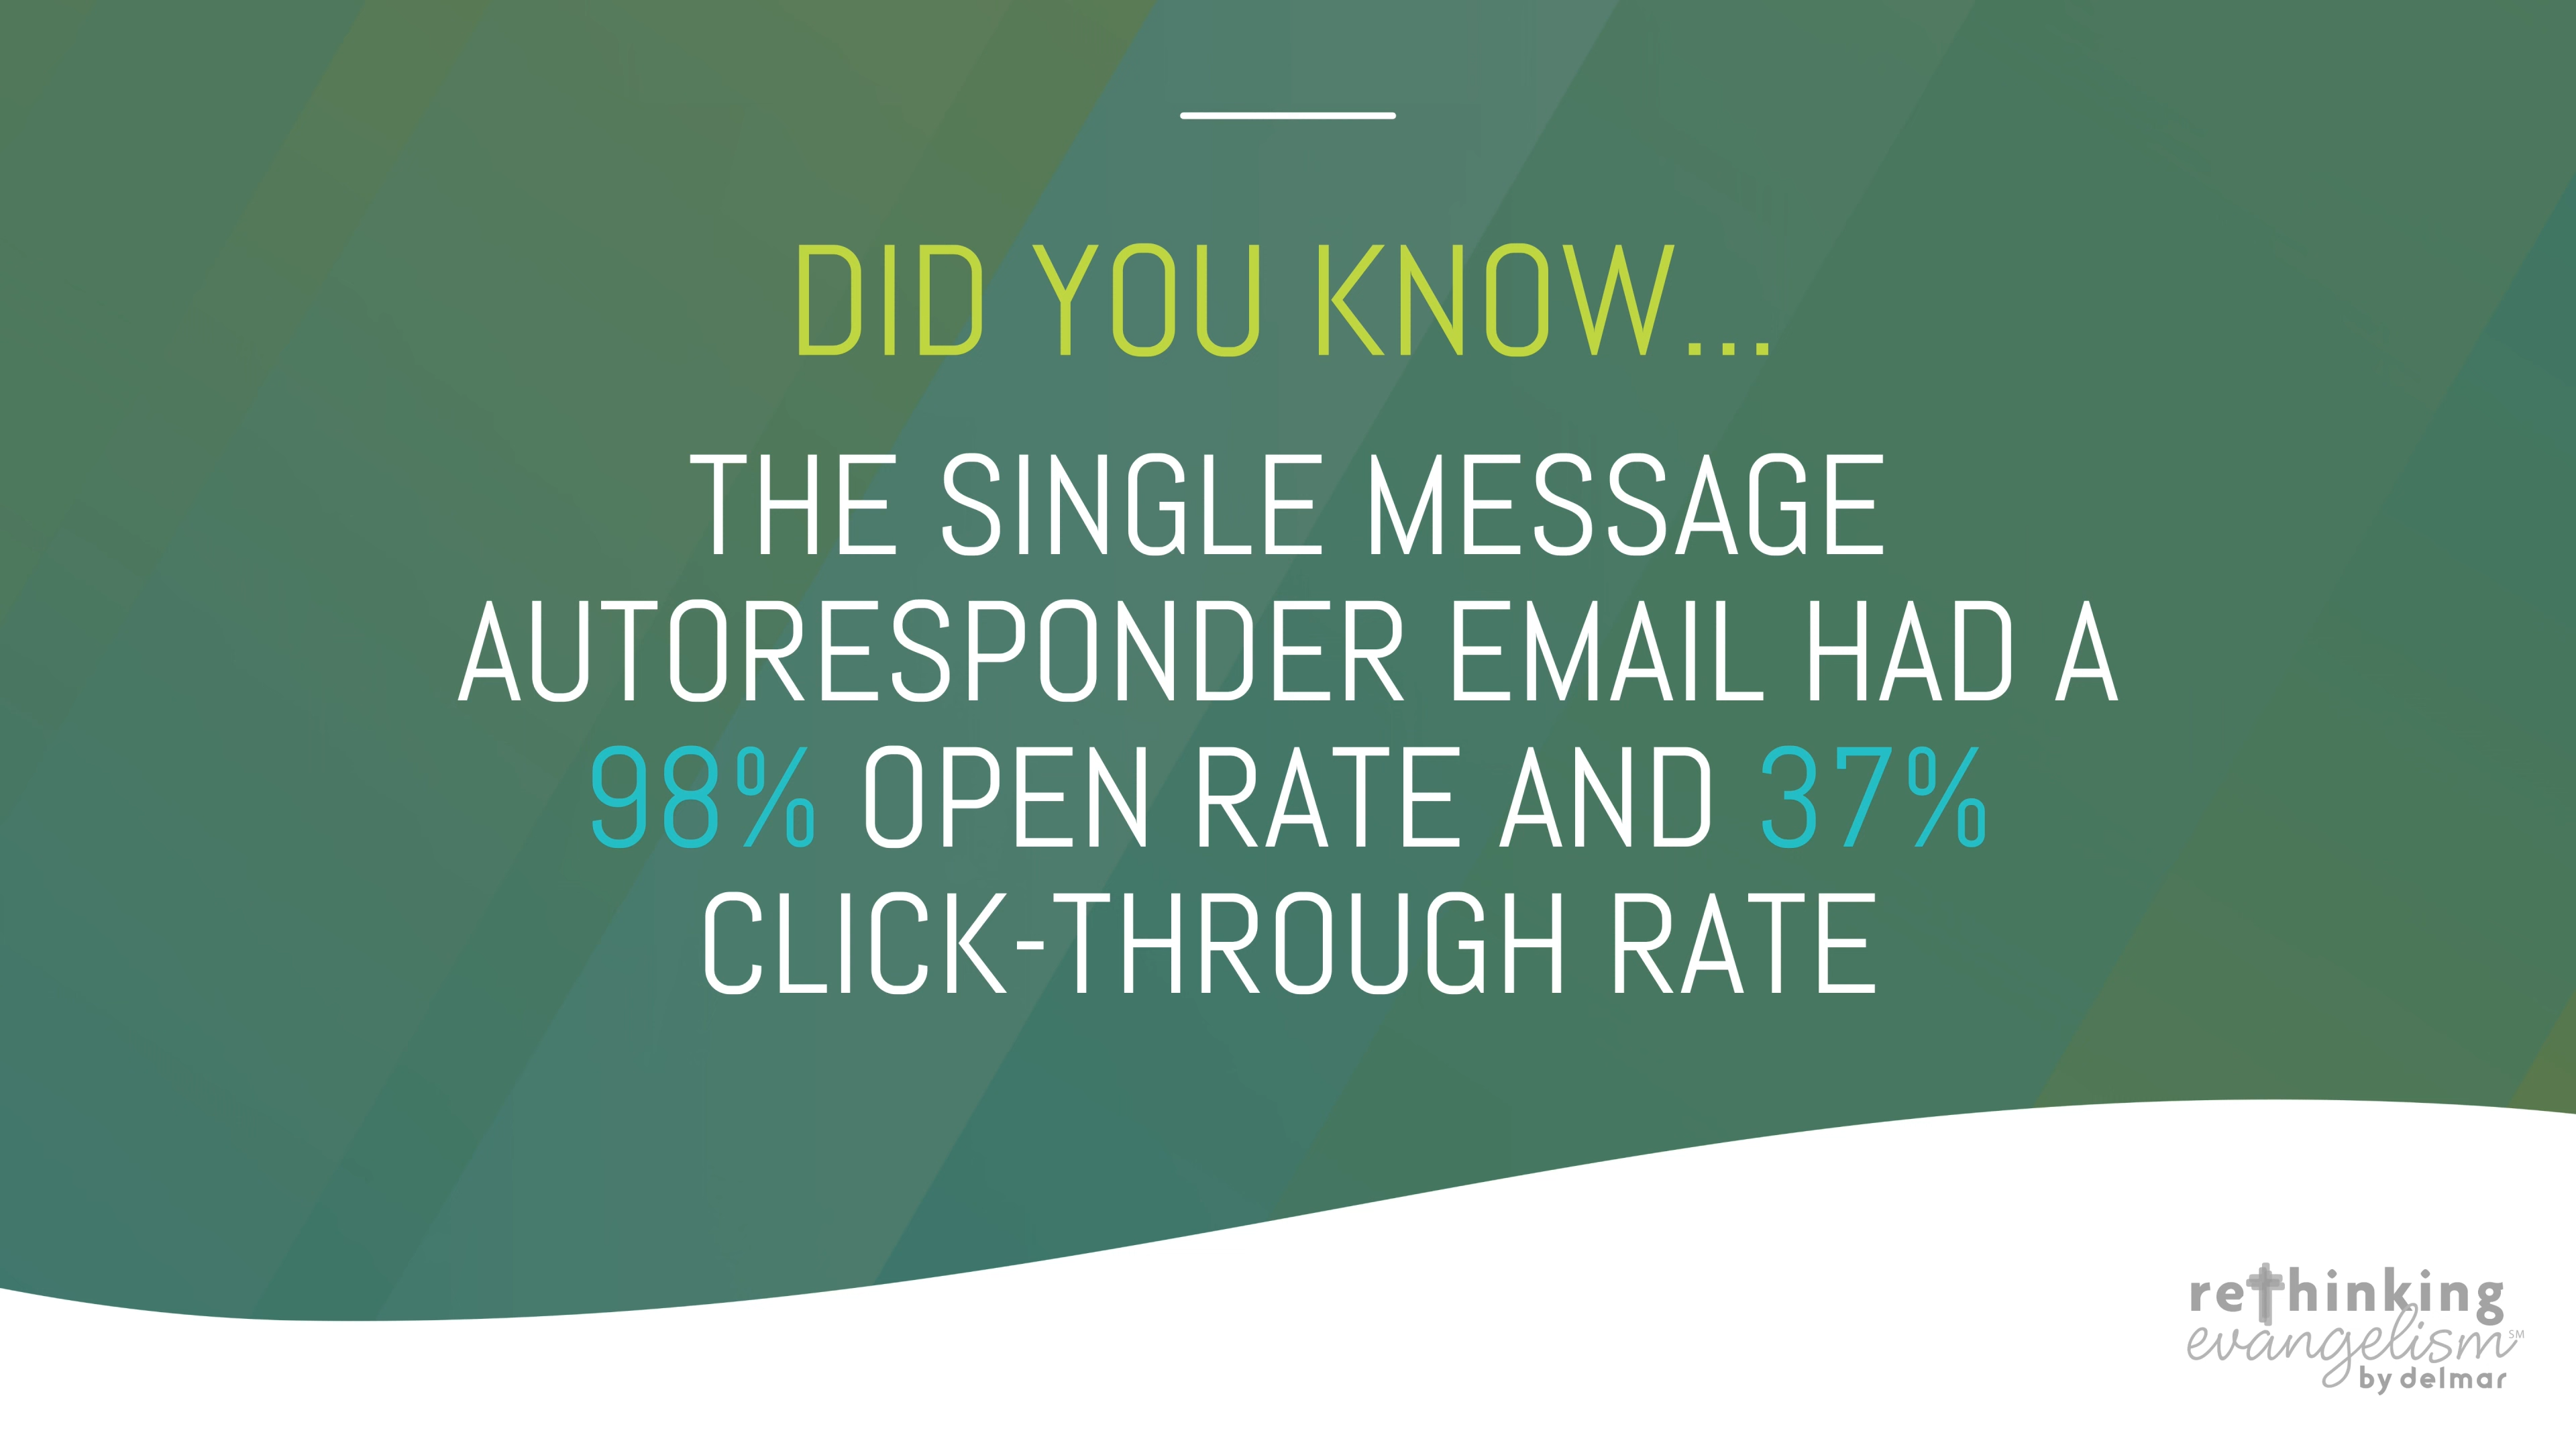 DID YOU KNOW...
THE SINGLE MESSAGE
AUTORESPONDER EMAIL HAD A
98% OPEN RATE AND 37%
CLICK-THROUGH RATE
rethinking
evangelism SM
by delmar